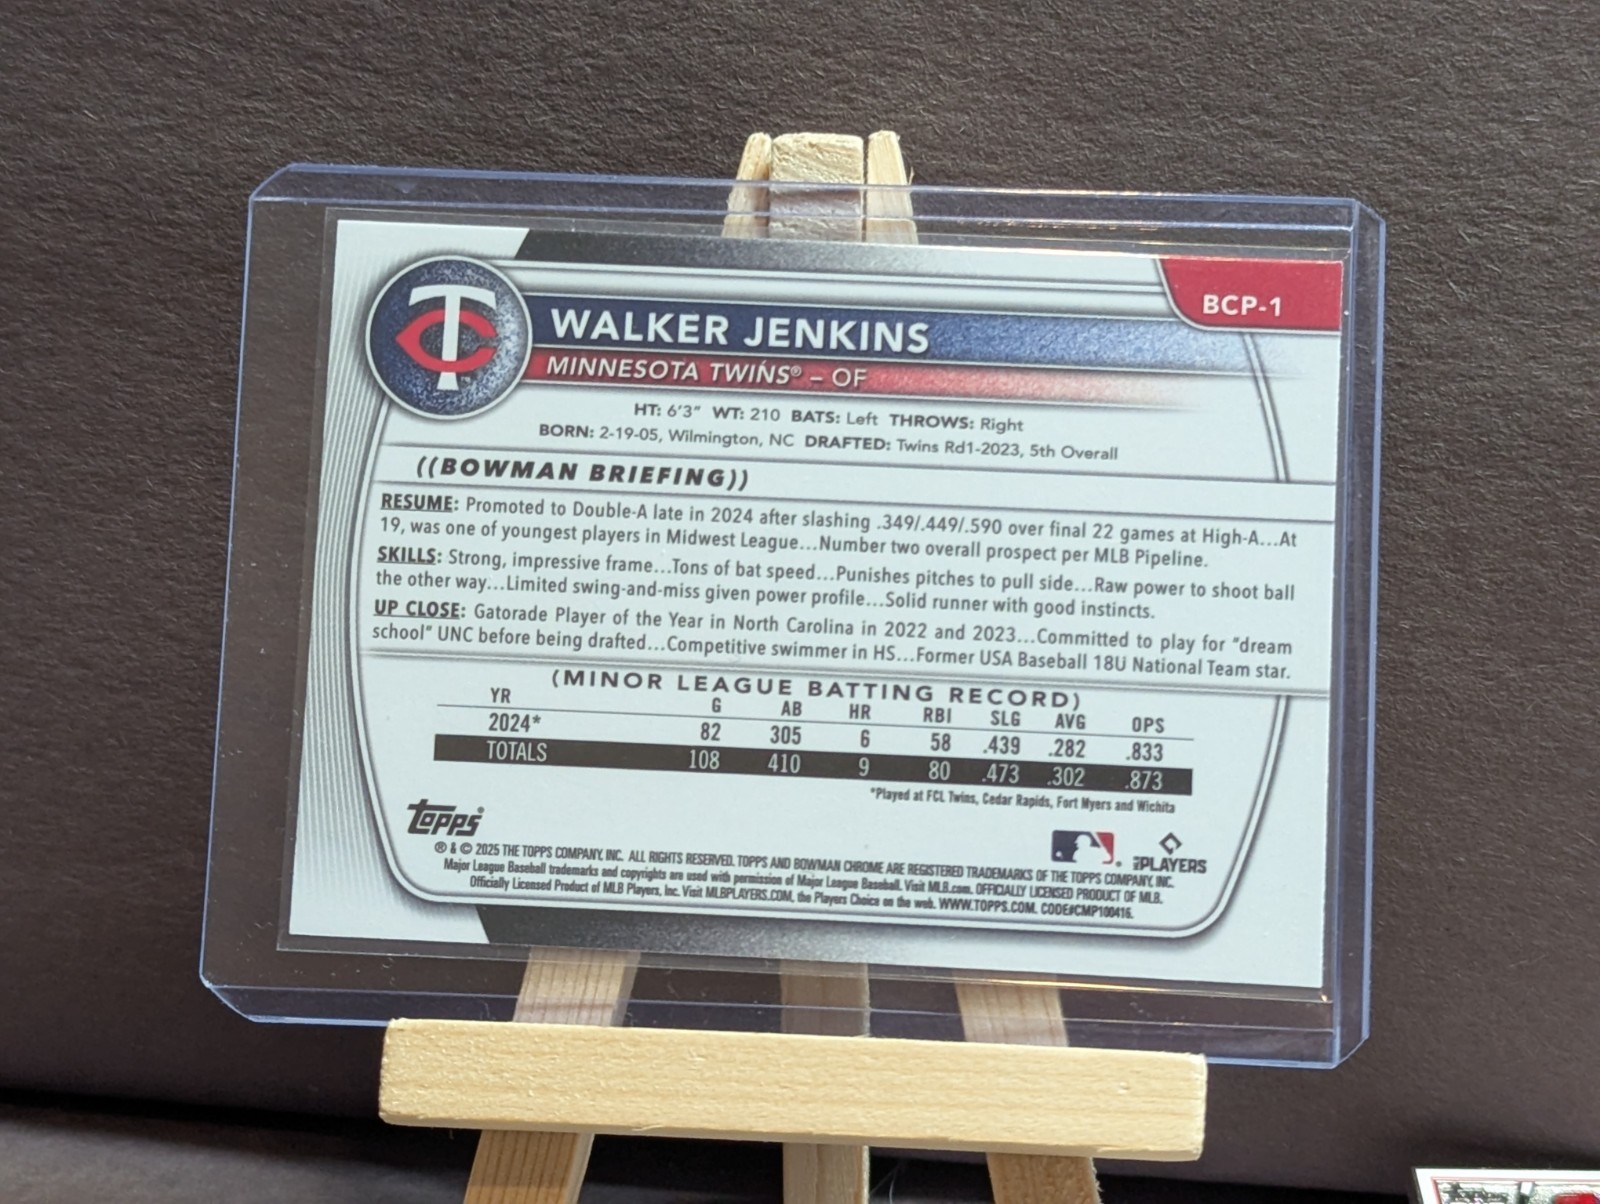 BCP-1
TC
WALKER JENKINS
MINNESOTA TWINS® – OF
HT: 6'3" WT: 210 BATS: Left THROWS: Right
BORN: 2-19-05, Wilmington, NC DRAFTED: Twins Rd1-2023, 5th Overall
((BOWMAN BRIEFING))
RESUME: Promoted to Double-A late in 2024 after slashing .349/.449/.590 over final 22 games at High-A...At
19, was one of youngest players in Midwest League...Number two overall prospect per MLB Pipeline.
SKILLS: Strong, impressive frame...Tons of bat speed...Punishes pitches to pull side...Raw power to shoot ball
the other way...Limited swing-and-miss given power profile...Solid runner with good instincts.
UP CLOSE: Gatorade Player of the Year in North Carolina in 2022 and 2023...Committed to play for "dream
school" UNC before being drafted...Competitive swimmer in HS...Former USA Baseball 18U National Team star.
(MINOR LEAGUE BATTING RECORD)
YR G AB HR RBI SLG AVG OPS
2024* 82 305 6 58 .439 .282 .833
TOTALS 108 410 9 80 .473 .302 .873
*Played at FCL Twins, Cedar Rapids, Fort Myers and Wichita
Topps®
PLAYERS
® & © 2025 THE TOPPS COMPANY, INC. ALL RIGHTS RESERVED. TOPPS AND BOWMAN CHROME ARE REGISTERED TRADEMARKS OF THE TOPPS COMPANY, INC.
Major League Baseball trademarks and copyrights are used with permission of Major League Baseball. Visit MLB.com. OFFICIALLY LICENSED PRODUCT OF MLB
Officially Licensed Product of MLB Players, Inc. Visit MLBPLAYERS.COM, the Players Choice on the web. WWW.TOPPS.COM. CODE#CMP100416.